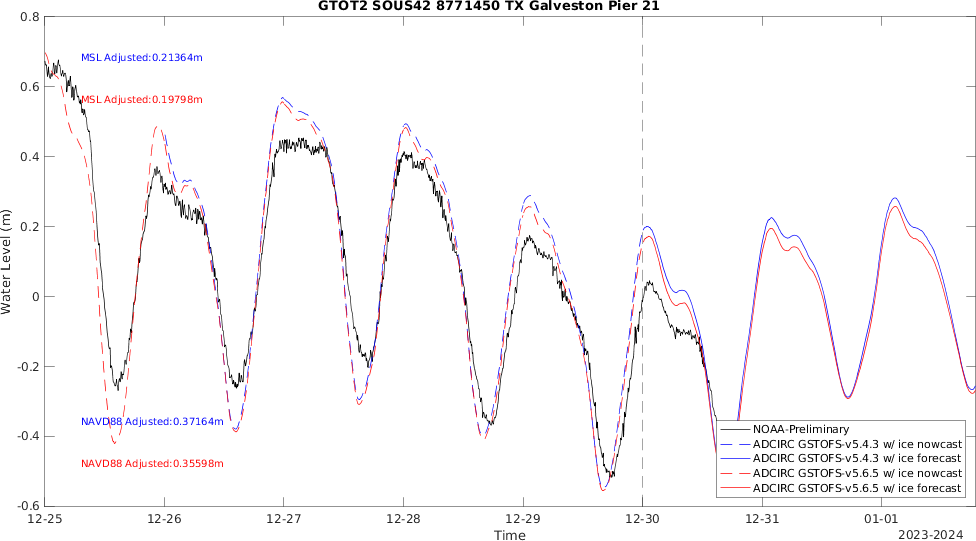 GTOT2 SOUS42 8771450 TX Galveston Pier 21
0.8
MSL Adjusted:0.21364m
0.6
MSL Adjusted:0.19798m
0.4
0.2
Water Level (m)
0
-0.2
NAVD88 Adjusted:0.37164m
NOAA-Preliminary
-0.4
ADCIRC GSTOFS-v5.4.3 w/ ice nowcast
ADCIRC GSTOFS-v5.4.3 w/ ice forecast
NAVD88 Adjusted:0.35598m
ADCIRC GSTOFS-v5.6.5 w/ ice nowcast
ADCIRC GSTOFS-v5.6.5 w/ ice forecast
-0.6
12-25 12-26 12-27 12-28 12-29 12-30 12-31 01-01
Time
2023-2024